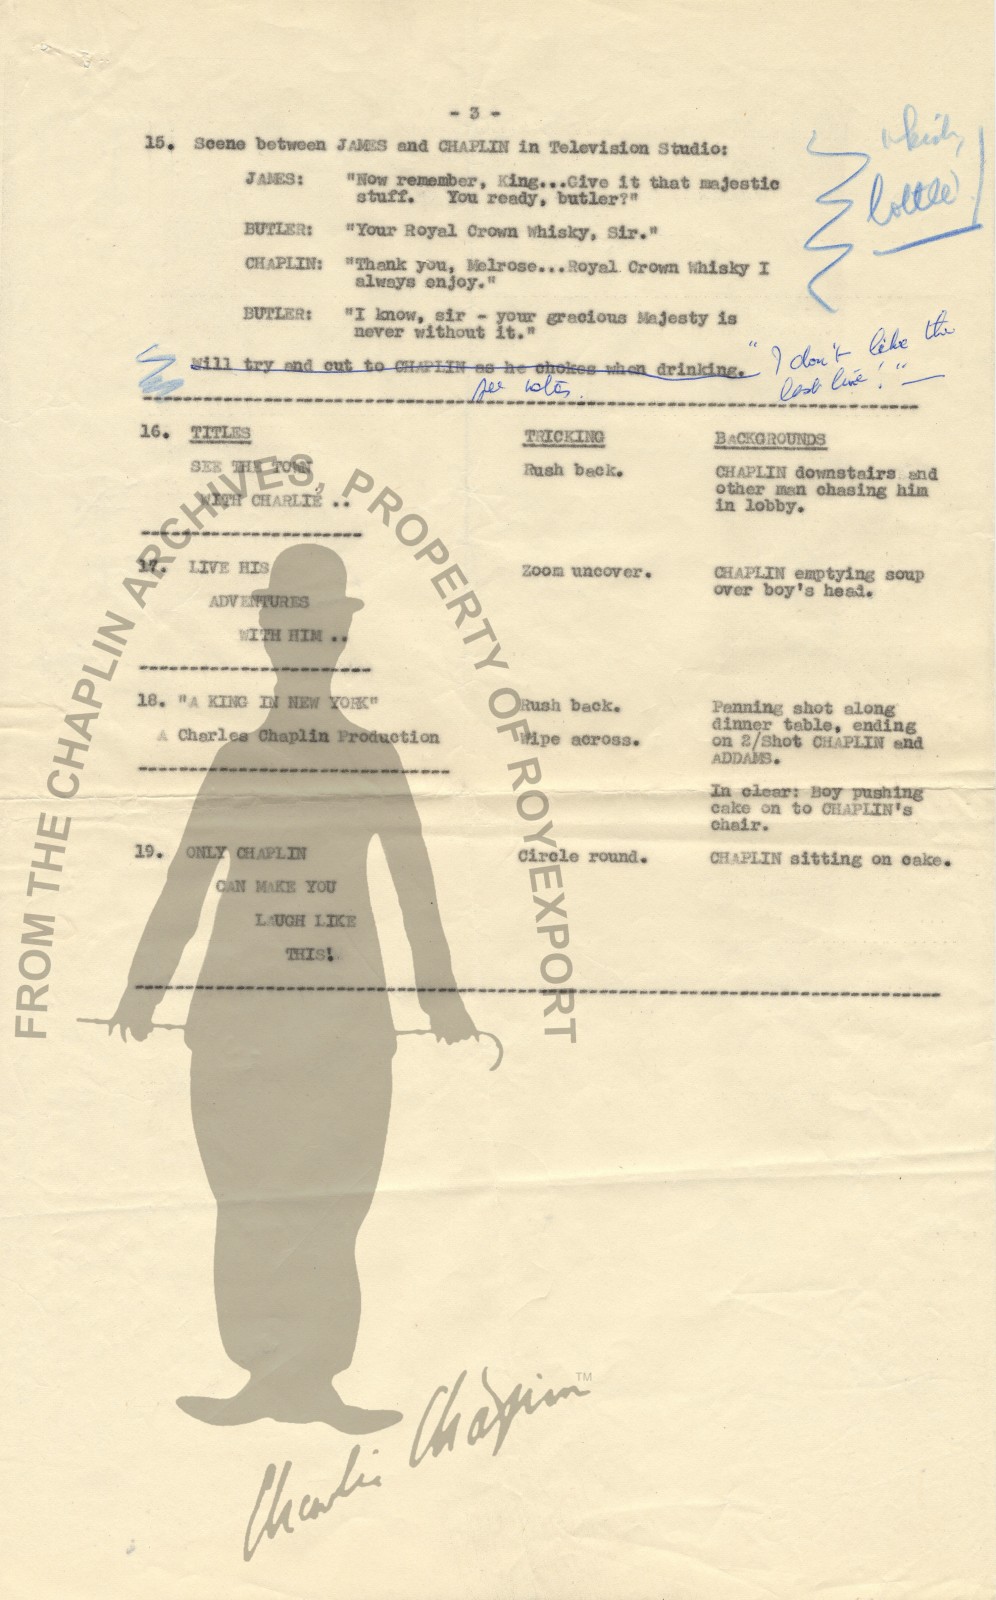 - 3 -
15. Scene between JAMES and CHAPLIN in Television Studio:
JAMES: "Now remember, King...Give it that majestic
stuff. You ready, butler?"
BUTLER: "Your Royal Crown Whisky, Sir."
CHAPLIN: "Thank you, Melrose...Royal Crown Whisky I
always enjoy."
BUTLER: "I know, sir - your gracious Majesty is
never without it."
whisky
bottle!
Will try and cut to CHAPLIN as he chokes when drinking.
see notes.
"I don't like the
last line!"
16. TITLES TRICKING BACKGROUNDS
SEE THE TOWN Rush back. CHAPLIN downstairs and
WITH CHARLIE .. other man chasing him
in lobby.
17. LIVE HIS Zoom uncover. CHAPLIN emptying soup
ADVENTURES over boy's head.
WITH HIM ..
18. "A KING IN NEW YORK" Rush back. Panning shot along
dinner table, ending
A Charles Chaplin Production Wipe across. on 2/Shot CHAPLIN and
ADDAMS.
In clear: Boy pushing
cake on to CHAPLIN's
chair.
19. ONLY CHAPLIN Circle round. CHAPLIN sitting on cake.
CAN MAKE YOU
LAUGH LIKE
THIS!
FROM THE CHAPLIN ARCHIVES, PROPERTY OF ROY EXPORT
Charlie Chaplin TM